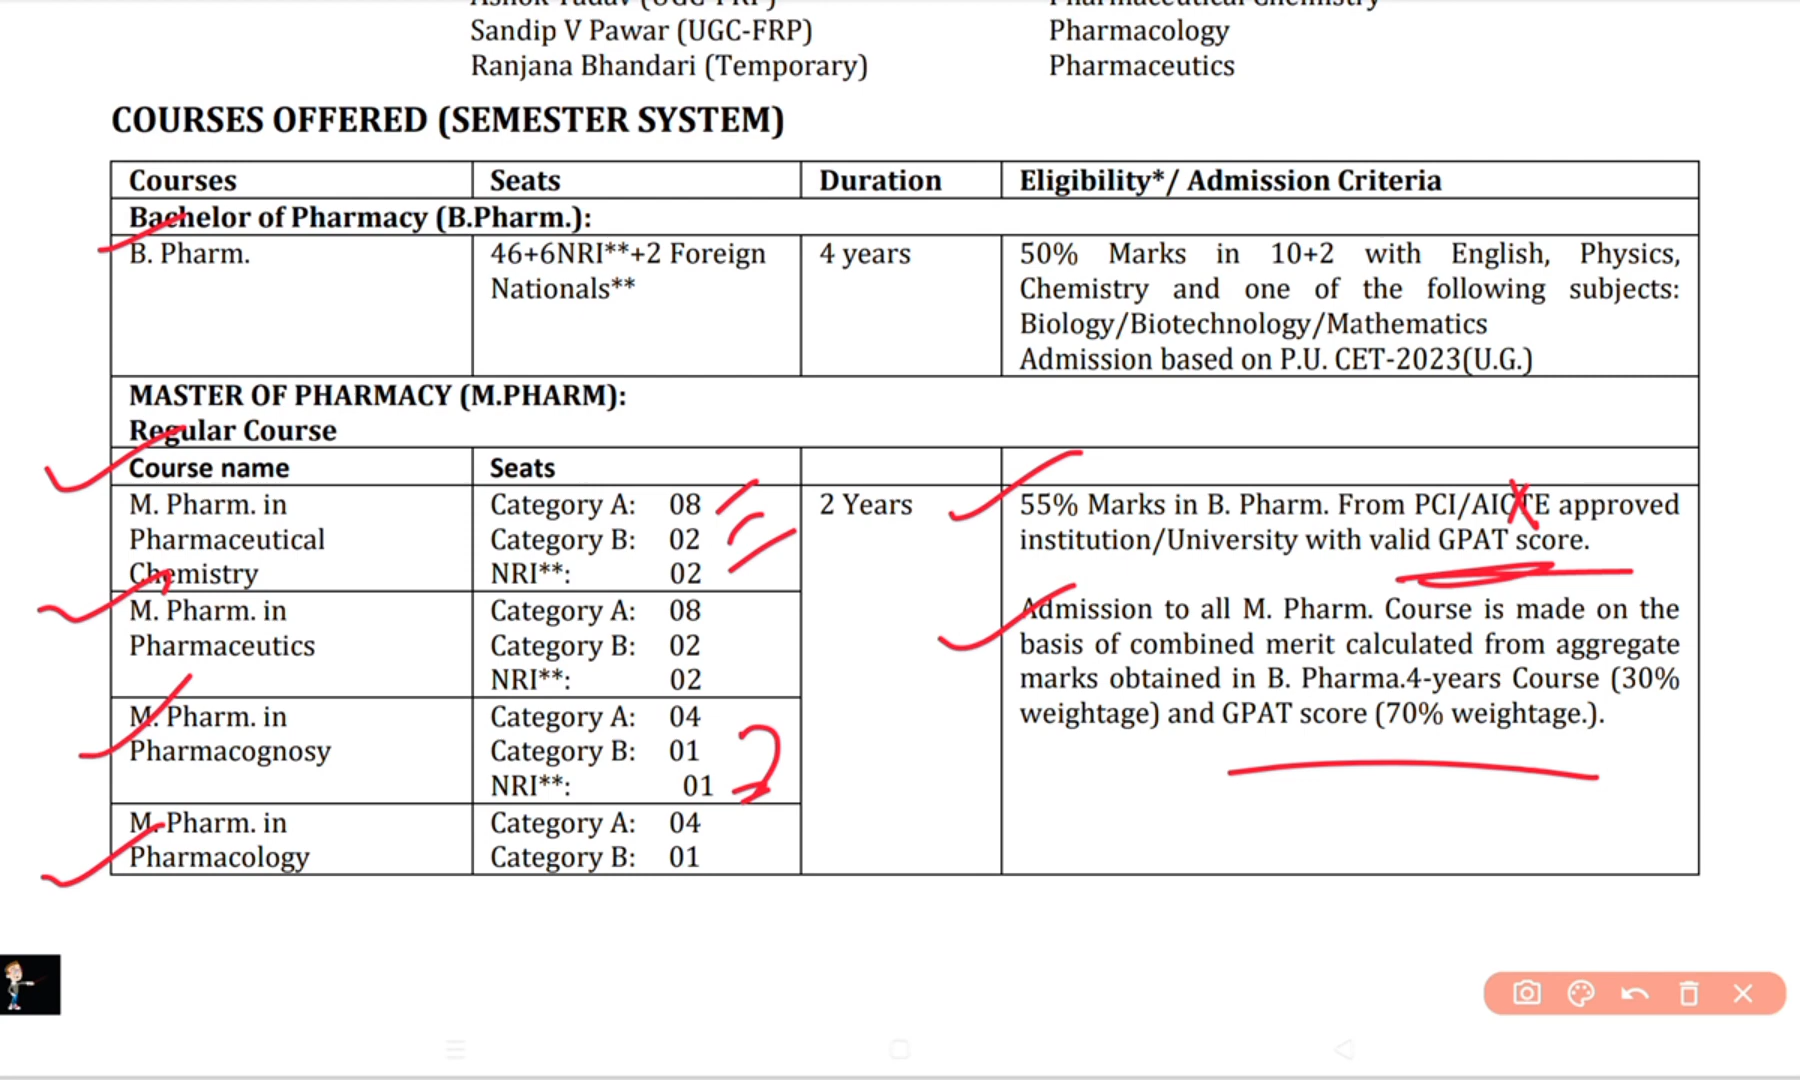 Ashok Yadav (UGC-FRP) Pharmaceutical Chemistry
Sandip V Pawar (UGC-FRP) Pharmacology
Ranjana Bhandari (Temporary) Pharmaceutics
COURSES OFFERED (SEMESTER SYSTEM)
Courses Seats Duration Eligibility*/ Admission Criteria
Bachelor of Pharmacy (B.Pharm.):
B. Pharm. 46+6NRI**+2 Foreign 4 years 50% Marks in 10+2 with English, Physics,
Nationals** Chemistry and one of the following subjects:
Biology/Biotechnology/Mathematics
Admission based on P.U. CET-2023(U.G.)
MASTER OF PHARMACY (M.PHARM):
Regular Course
Course name Seats
M. Pharm. in Category A: 08 2 Years 55% Marks in B. Pharm. From PCI/AICTE approved
Pharmaceutical Category B: 02 institution/University with valid GPAT score.
Chemistry NRI**: 02
M. Pharm. in Category A: 08 Admission to all M. Pharm. Course is made on the
Pharmaceutics Category B: 02 basis of combined merit calculated from aggregate
NRI**: 02 marks obtained in B. Pharma.4-years Course (30%
M. Pharm. in Category A: 04 weightage) and GPAT score (70% weightage.).
Pharmacognosy Category B: 01
NRI**: 01
M. Pharm. in Category A: 04
Pharmacology Category B: 01